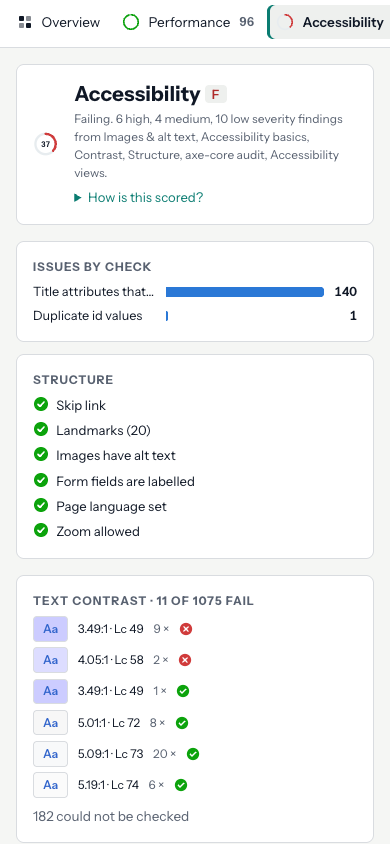 Overview
Performance 96
Accessibility
Accessibility F
Failing. 6 high, 4 medium, 10 low severity findings
from Images & alt text, Accessibility basics,
Contrast, Structure, axe-core audit, Accessibility
views.
37
How is this scored?
ISSUES BY CHECK
Title attributes that... 140
Duplicate id values 1
STRUCTURE
Skip link
Landmarks (20)
Images have alt text
Form fields are labelled
Page language set
Zoom allowed
TEXT CONTRAST · 11 OF 1075 FAIL
Aa 3.49:1 · Lc 49 9 ×
Aa 4.05:1 · Lc 58 2 ×
Aa 3.49:1 · Lc 49 1 ×
Aa 5.01:1 · Lc 72 8 ×
Aa 5.09:1 · Lc 73 20 ×
Aa 5.19:1 · Lc 74 6 ×
182 could not be checked